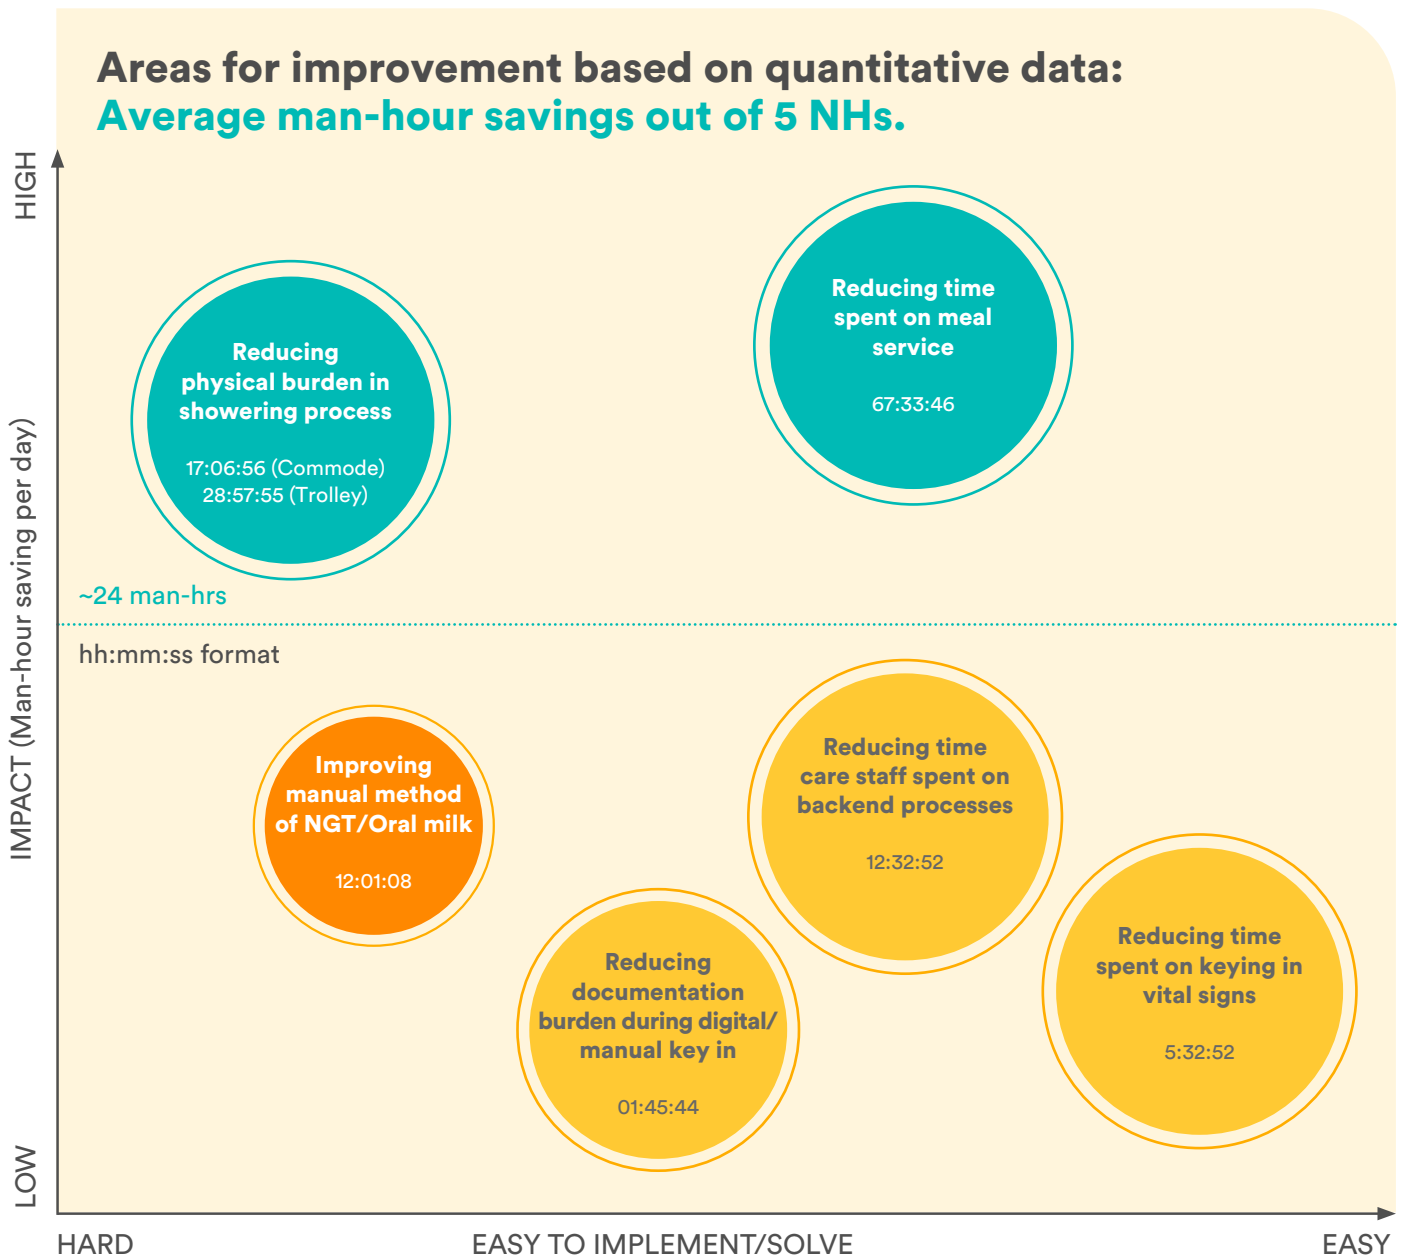 Areas for improvement based on quantitative data:
Average man-hour savings out of 5 NHs.
HIGH
IMPACT (Man-hour saving per day)
LOW
Reducing time
spent on meal
service
67:33:46
Reducing
physical burden in
showering process
17:06:56 (Commode)
28:57:55 (Trolley)
~24 man-hrs
hh:mm:ss format
Improving
manual method
of NGT/Oral milk
12:01:08
Reducing time
care staff spent on
backend processes
12:32:52
Reducing
documentation
burden during digital/
manual key in
01:45:44
Reducing time
spent on keying in
vital signs
5:32:52
HARD
EASY TO IMPLEMENT/SOLVE
EASY